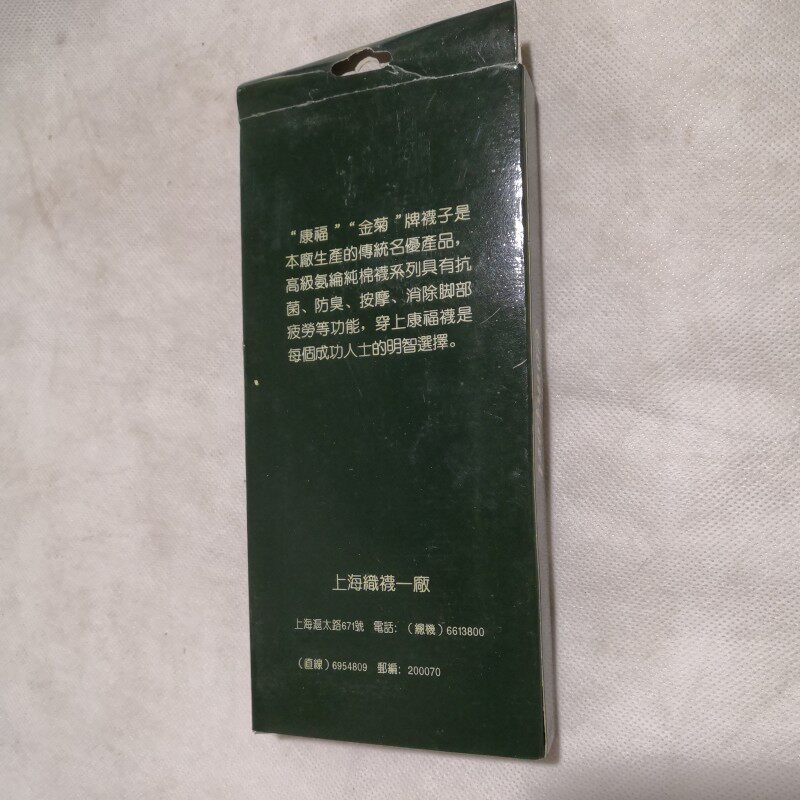 “康福”“金菊”牌襪子是
本廠生產的傳統名優產品，
高級氨綸純棉襪系列具有抗
菌、防臭、按摩、消除脚部
疲勞等功能，穿上康福襪是
每個成功人士的明智選擇。
上海織襪一廠
上海滬太路671號 電話：（總機）6613800
（直線）6954809 郵編：200070